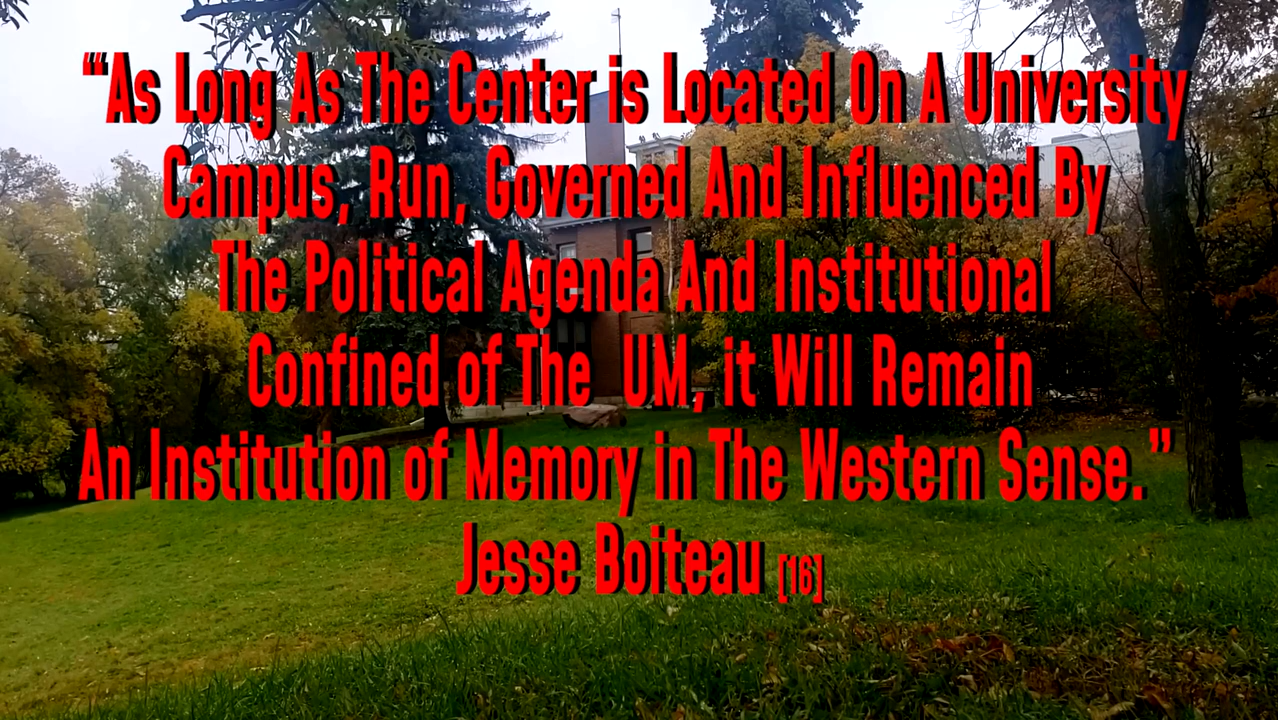 "‘As Long As The Center is Located On A University
Campus, Run, Governed And Influenced By
The Political Agenda And Institutional
Confined of The UM, it Will Remain
An Institution of Memory in The Western Sense.”
Jesse Boiteau [16]